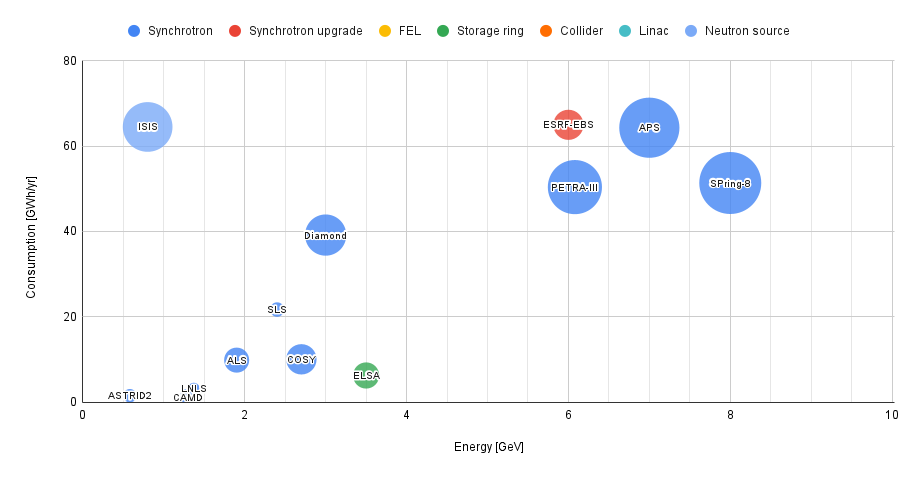 Synchrotron Synchrotron upgrade FEL Storage ring Collider Linac Neutron source
80
60
40
20
0
Consumption [GWh/yr]
ISIS
ESRF-EBS
APS
PETRA-III
SPring-8
Diamond
SLS
ALS
COSY
ELSA
LNLS
ASTRID2
CAMD
0 2 4 6 8 10
Energy [GeV]